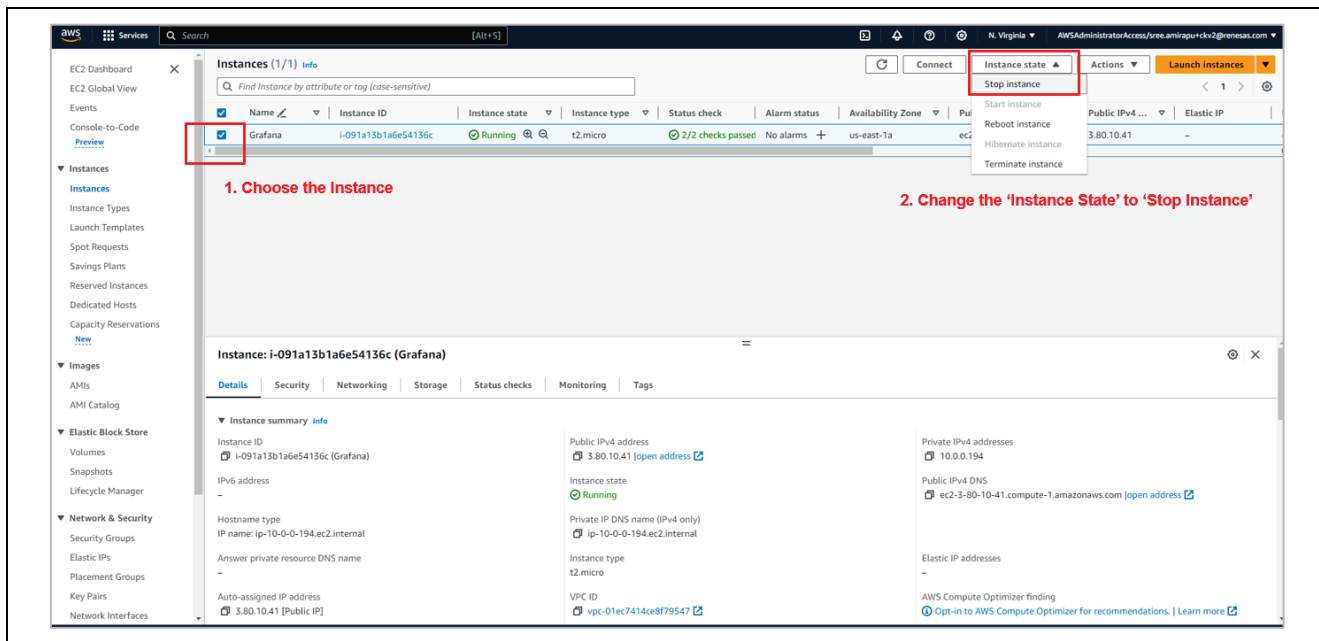 aws Services Search [Alt+S] N. Virginia AWSAdministratorAccess/sree.amirapu+ckv2@renesas.com
EC2 Dashboard
EC2 Global View
Events
Console-to-Code
Preview
Instances
Instances
Instance Types
Launch Templates
Spot Requests
Savings Plans
Reserved Instances
Dedicated Hosts
Capacity Reservations
New
Images
AMIs
AMI Catalog
Elastic Block Store
Volumes
Snapshots
Lifecycle Manager
Network & Security
Security Groups
Elastic IPs
Placement Groups
Key Pairs
Network Interfaces
Instances (1/1) Info
Connect Instance state Actions Launch instances
Find Instance by attribute or tag (case-sensitive)
1
Stop instance
Start instance
Reboot instance
Hibernate instance
Terminate instance
Name Instance ID Instance state Instance type Status check Alarm status Availability Zone Pul Public IPv4 ... Elastic IP
Grafana i-091a13b1a6e54136c Running t2.micro 2/2 checks passed No alarms us-east-1a ec2 3.80.10.41 –
1. Choose the Instance
2. Change the ‘Instance State’ to ‘Stop Instance’
Instance: i-091a13b1a6e54136c (Grafana)
Details Security Networking Storage Status checks Monitoring Tags
Instance summary Info
Instance ID
i-091a13b1a6e54136c (Grafana)
Public IPv4 address
3.80.10.41 |open address
Private IPv4 addresses
10.0.0.194
IPv6 address
–
Instance state
Running
Public IPv4 DNS
ec2-3-80-10-41.compute-1.amazonaws.com |open address
Hostname type
IP name: ip-10-0-0-194.ec2.internal
Private IP DNS name (IPv4 only)
ip-10-0-0-194.ec2.internal
Answer private resource DNS name
–
Instance type
t2.micro
Elastic IP addresses
–
Auto-assigned IP address
3.80.10.41 [Public IP]
VPC ID
vpc-01ec7414ce8f79547
AWS Compute Optimizer finding
Opt-in to AWS Compute Optimizer for recommendations. | Learn more